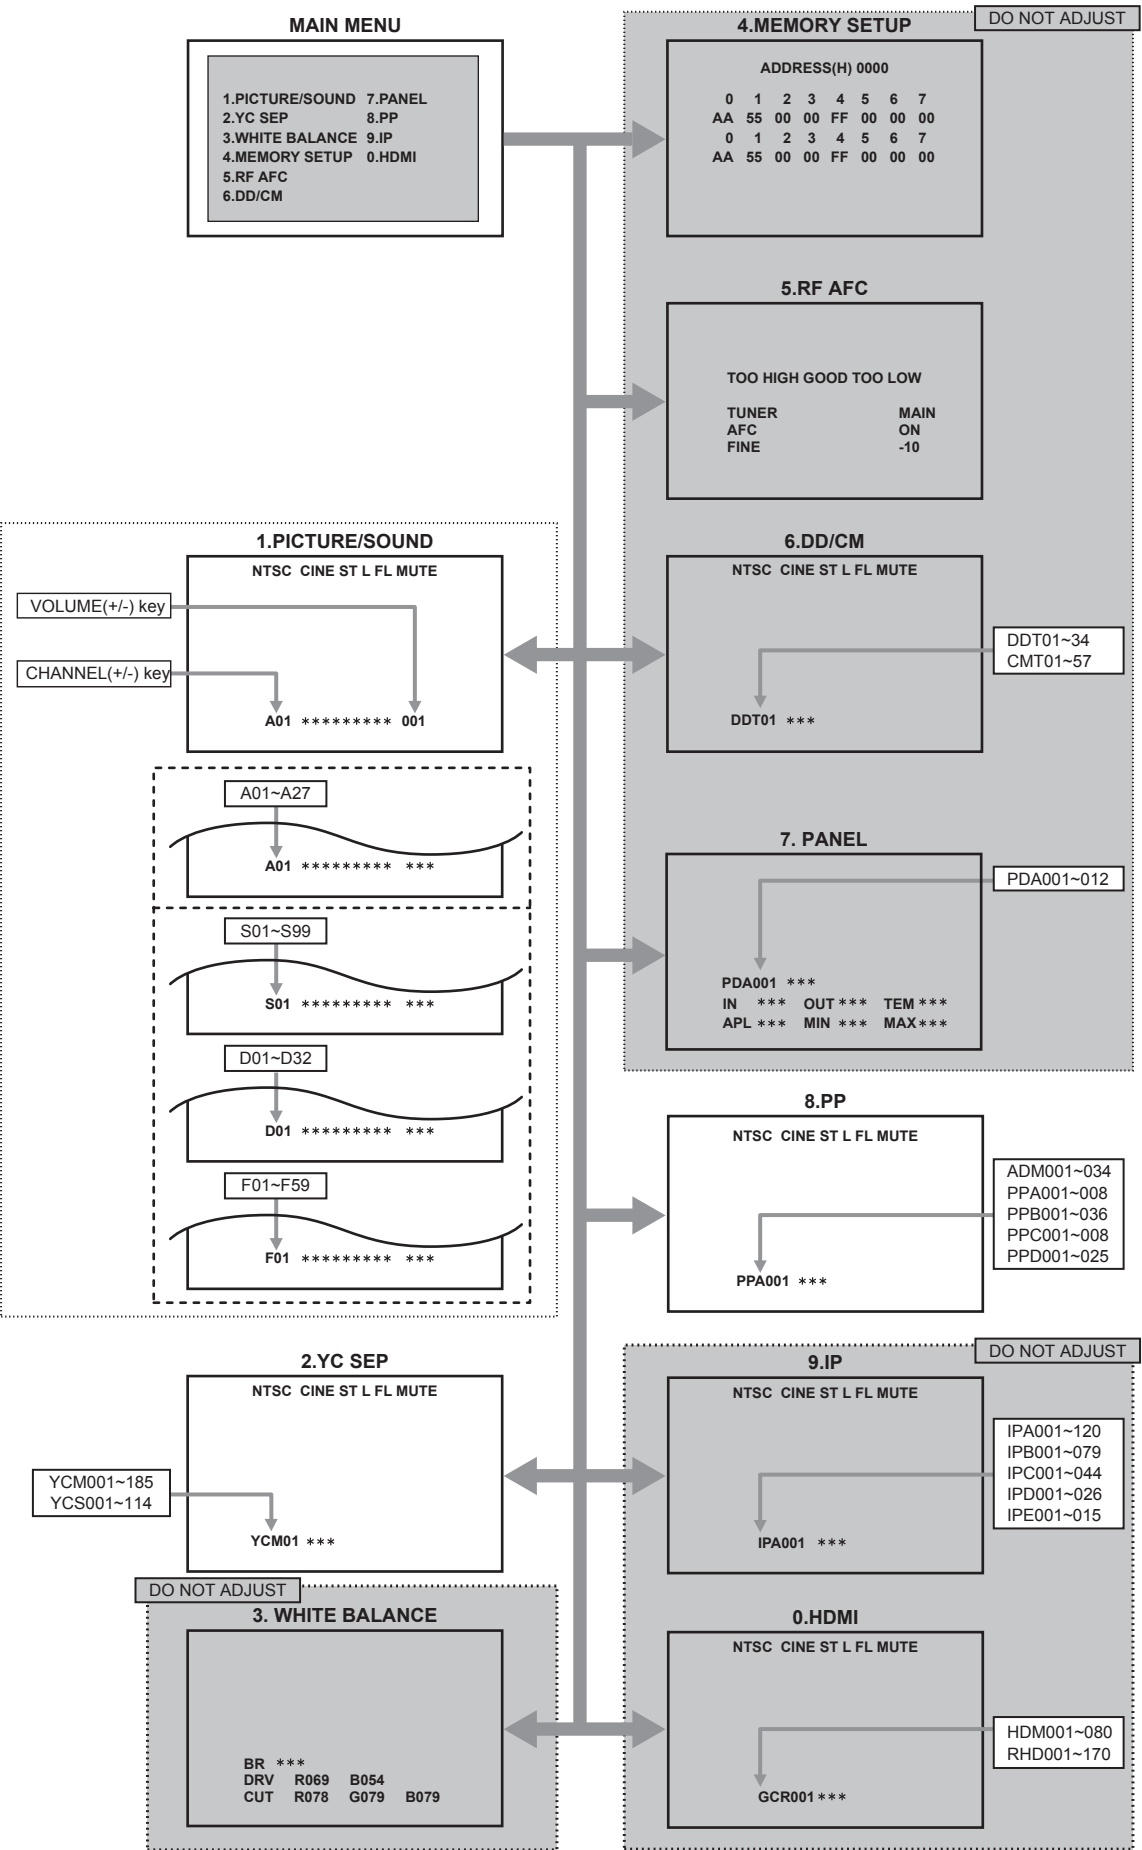 MAIN MENU
1.PICTURE/SOUND 7.PANEL
2.YC SEP 8.PP
3.WHITE BALANCE 9.IP
4.MEMORY SETUP 0.HDMI
5.RF AFC
6.DD/CM
DO NOT ADJUST
4.MEMORY SETUP
ADDRESS(H) 0000
0 1 2 3 4 5 6 7
AA 55 00 00 FF 00 00 00
0 1 2 3 4 5 6 7
AA 55 00 00 FF 00 00 00
5.RF AFC
TOO HIGH GOOD TOO LOW
TUNER MAIN
AFC ON
FINE -10
1.PICTURE/SOUND
NTSC CINE ST L FL MUTE
VOLUME(+/-) key
CHANNEL(+/-) key
A01 ********* 001
A01~A27
A01 ********* ***
S01~S99
S01 ********* ***
D01~D32
D01 ********* ***
F01~F59
F01 ********* ***
6.DD/CM
NTSC CINE ST L FL MUTE
DDT01~34
CMT01~57
DDT01 ***
7. PANEL
PDA001~012
PDA001 ***
IN *** OUT *** TEM ***
APL *** MIN *** MAX ***
8.PP
NTSC CINE ST L FL MUTE
ADM001~034
PPA001~008
PPB001~036
PPC001~008
PPD001~025
PPA001 ***
2.YC SEP
NTSC CINE ST L FL MUTE
YCM001~185
YCS001~114
YCM01 ***
DO NOT ADJUST
9.IP
NTSC CINE ST L FL MUTE
IPA001~120
IPB001~079
IPC001~044
IPD001~026
IPE001~015
IPA001 ***
DO NOT ADJUST
3. WHITE BALANCE
BR ***
DRV R069 B054
CUT R078 G079 B079
0.HDMI
NTSC CINE ST L FL MUTE
HDM001~080
RHD001~170
GCR001 ***